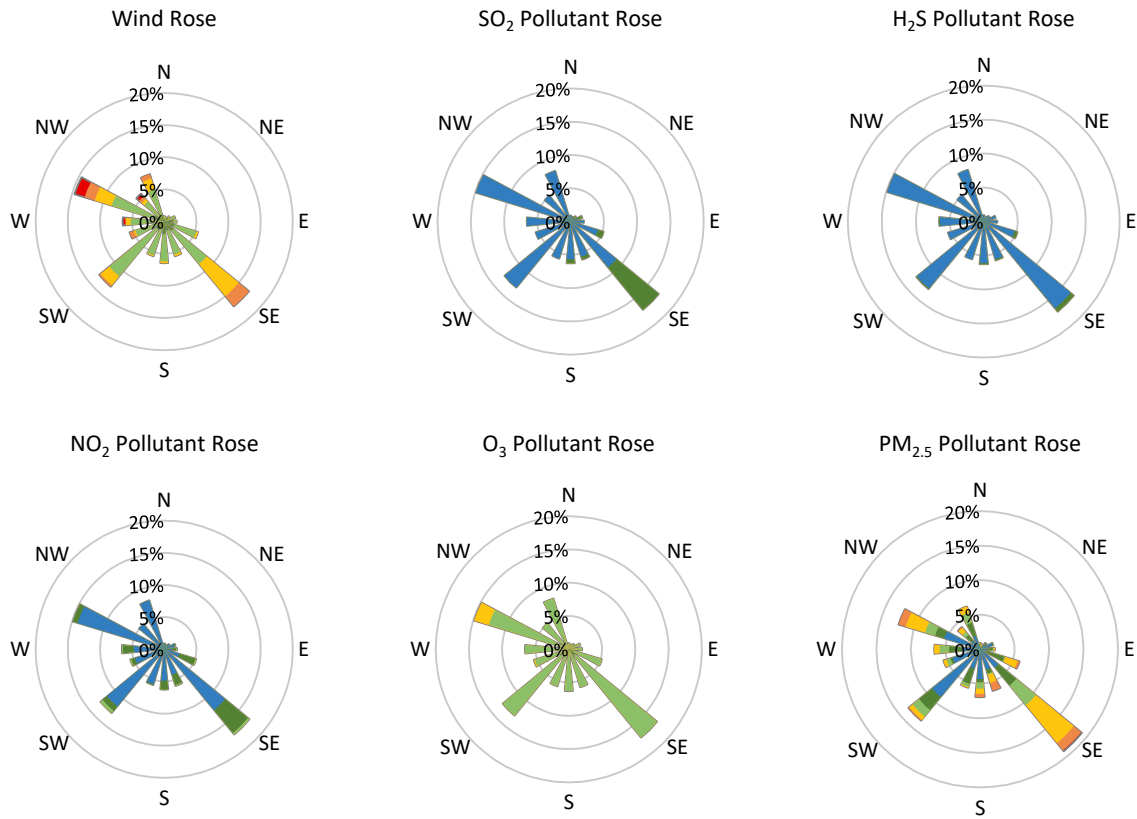 Wind Rose
N
20%
NW
NE
15%
10%
5%
W
0%
E
SW
SE
S
SO₂ Pollutant Rose
N
20%
NW
NE
15%
10%
5%
W
0%
E
SW
SE
S
H₂S Pollutant Rose
N
20%
NW
NE
15%
10%
5%
W
0%
E
SW
SE
S
NO₂ Pollutant Rose
N
20%
NW
NE
15%
10%
5%
W
0%
E
SW
SE
S
O₃ Pollutant Rose
N
20%
NW
NE
15%
10%
5%
W
0%
E
SW
SE
S
PM₂.₅ Pollutant Rose
N
20%
NW
NE
15%
10%
5%
W
0%
E
SW
SE
S